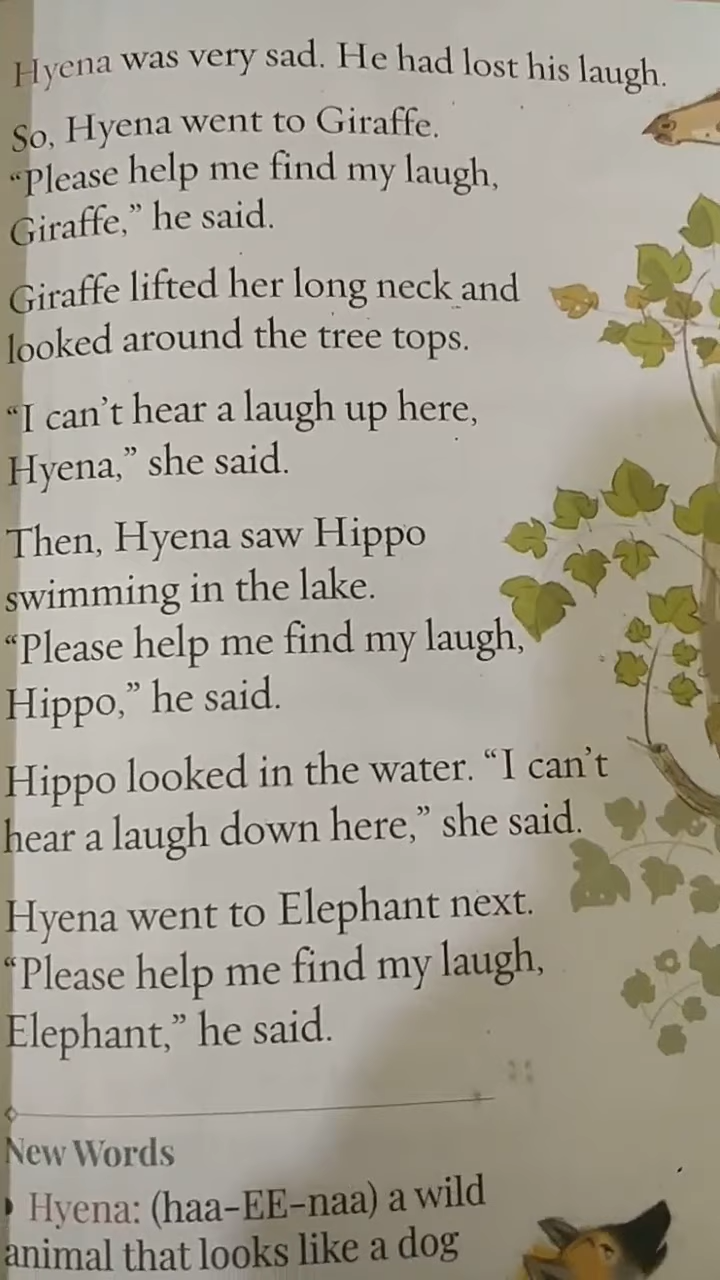 Hyena was very sad. He had lost his laugh.
So, Hyena went to Giraffe.
“Please help me find my laugh,
Giraffe,” he said.
Giraffe lifted her long neck and
looked around the tree tops.
“I can’t hear a laugh up here,
Hyena,” she said.
Then, Hyena saw Hippo
swimming in the lake.
“Please help me find my laugh,
Hippo,” he said.
Hippo looked in the water. “I can’t
hear a laugh down here,” she said.
Hyena went to Elephant next.
“Please help me find my laugh,
Elephant,” he said.
New Words
Hyena: (haa–EE–naa) a wild
animal that looks like a dog